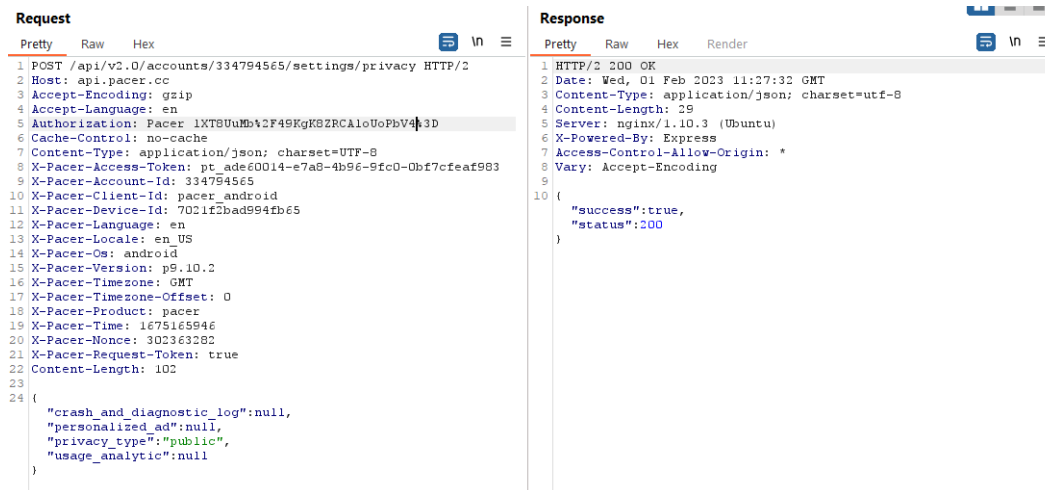 Request
Pretty Raw Hex \n
1 POST /api/v2.0/accounts/334794565/settings/privacy HTTP/2
2 Host: api.pacer.cc
3 Accept-Encoding: gzip
4 Accept-Language: en
5 Authorization: Pacer lXT8UuMb%2F49KgK8ZRCAloUoPbV4%3D
6 Cache-Control: no-cache
7 Content-Type: application/json; charset=UTF-8
8 X-Pacer-Access-Token: pt_ade60014-e7a8-4b96-9fc0-0bf7cfeaf983
9 X-Pacer-Account-Id: 334794565
10 X-Pacer-Client-Id: pacer_android
11 X-Pacer-Device-Id: 7021f2bad994fb65
12 X-Pacer-Language: en
13 X-Pacer-Locale: en_US
14 X-Pacer-Os: android
15 X-Pacer-Version: p9.10.2
16 X-Pacer-Timezone: GMT
17 X-Pacer-Timezone-Offset: 0
18 X-Pacer-Product: pacer
19 X-Pacer-Time: 1675165946
20 X-Pacer-Nonce: 302363282
21 X-Pacer-Request-Token: true
22 Content-Length: 102
23
24 {
"crash_and_diagnostic_log":null,
"personalized_ad":null,
"privacy_type":"public",
"usage_analytic":null
}
Response
Pretty Raw Hex Render \n
1 HTTP/2 200 OK
2 Date: Wed, 01 Feb 2023 11:27:32 GMT
3 Content-Type: application/json; charset=utf-8
4 Content-Length: 29
5 Server: nginx/1.10.3 (Ubuntu)
6 X-Powered-By: Express
7 Access-Control-Allow-Origin: *
8 Vary: Accept-Encoding
9
10 {
"success":true,
"status":200
}